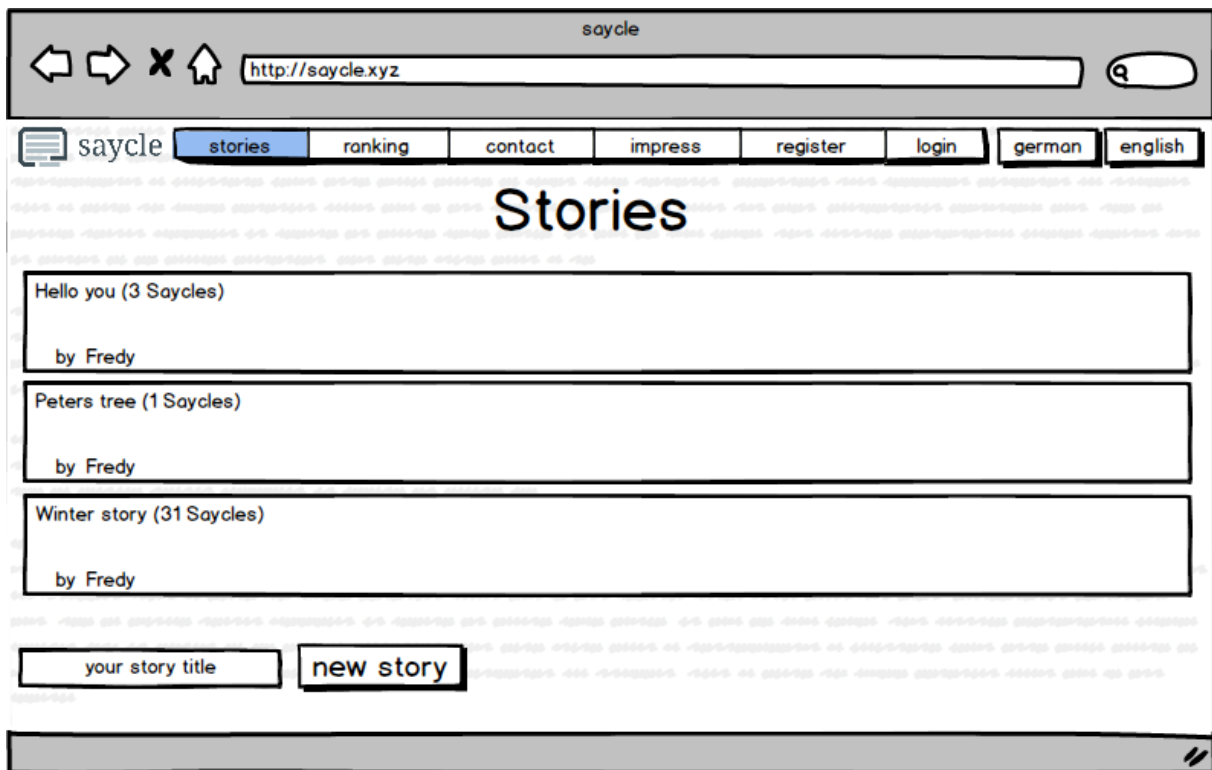 saycle
http://saycle.xyz
saycle stories ranking contact impress register login german english
Stories
Hello you (3 Saycles)
by Fredy
Peters tree (1 Saycles)
by Fredy
Winter story (31 Saycles)
by Fredy
your story title new story